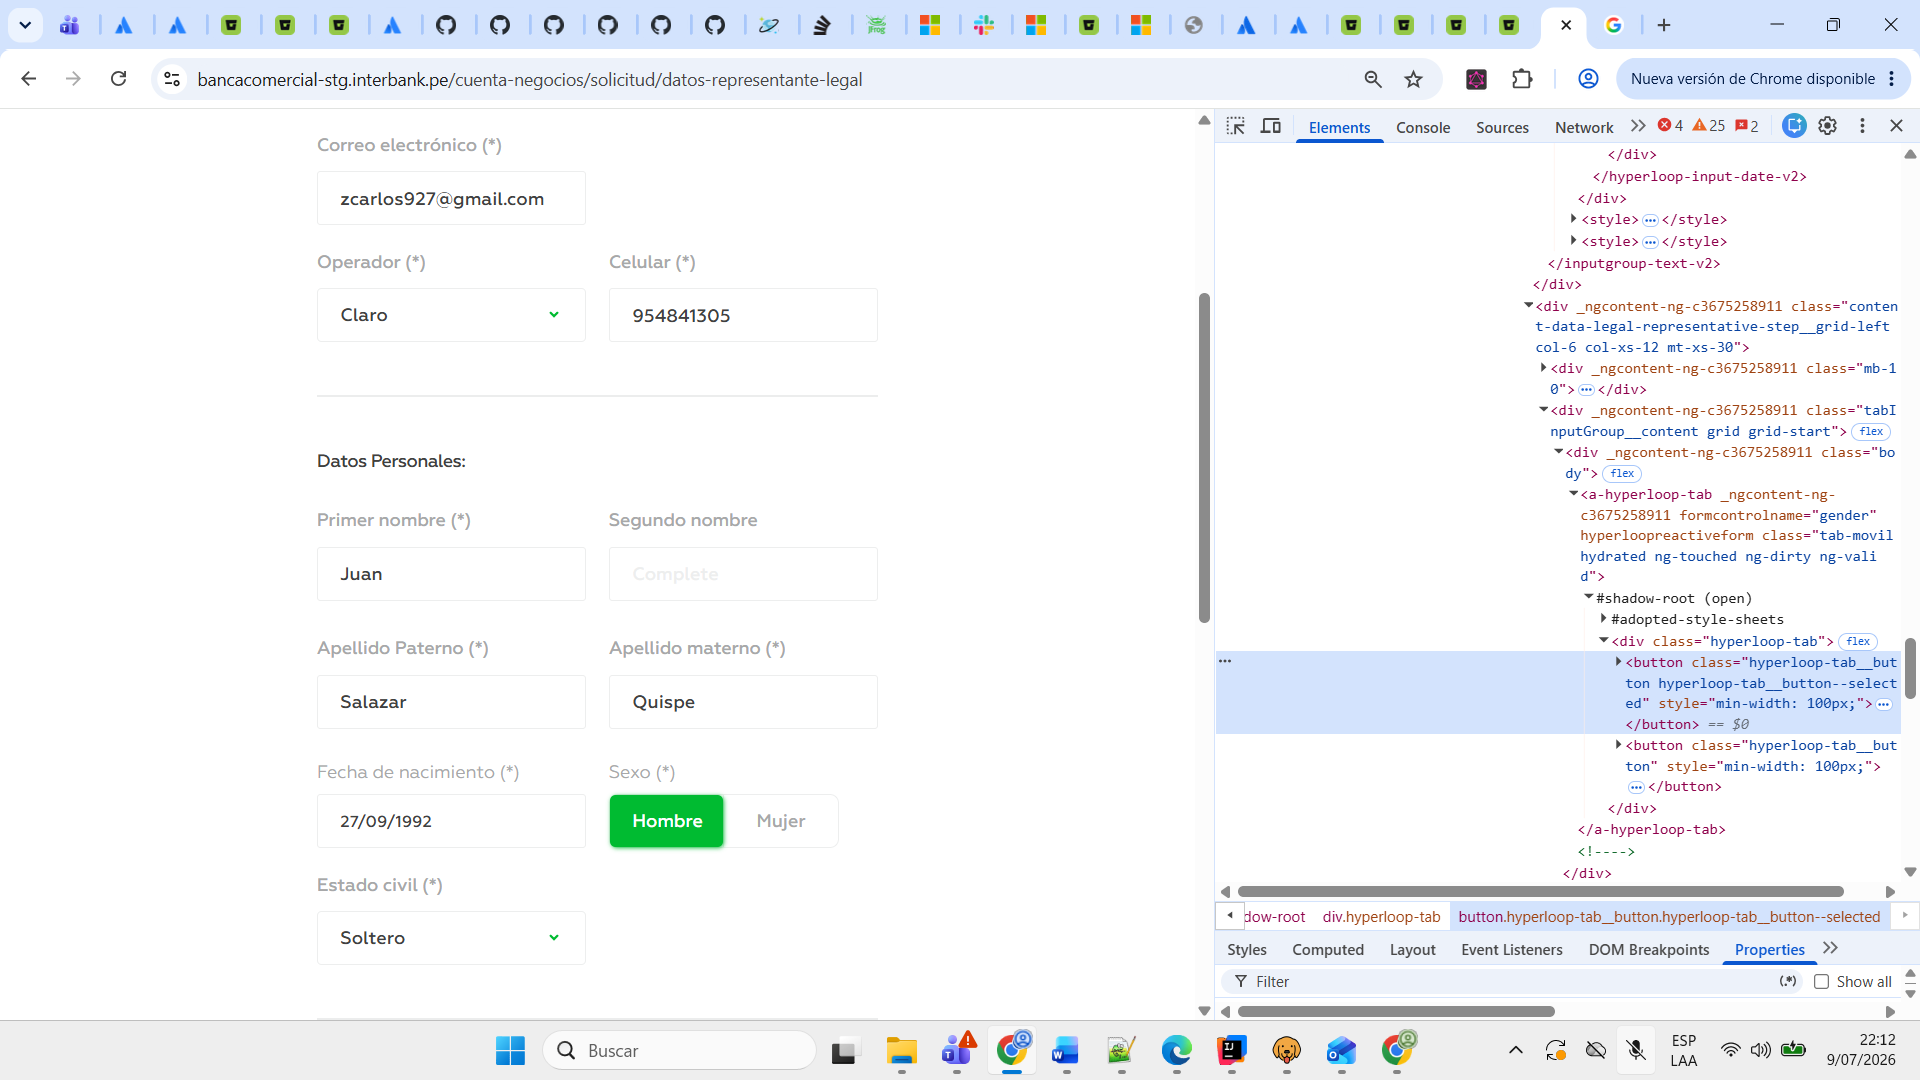 bancacomercial-stg.interbank.pe/cuenta-negocios/solicitud/datos-representante-legal
Nueva versión de Chrome disponible
Correo electrónico (*)
zcarlos927@gmail.com
Operador (*) Celular (*)
Claro 954841305
Datos Personales:
Primer nombre (*) Segundo nombre
Juan Complete
Apellido Paterno (*) Apellido materno (*)
Salazar Quispe
Fecha de nacimiento (*) Sexo (*)
27/09/1992 Hombre Mujer
Estado civil (*)
Soltero
Elements Console Sources Network 4 25 2
</div>
</hyperloop-input-date-v2>
</div>
<style> </style>
<style> </style>
</inputgroup-text-v2>
</div>
<div _ngcontent-ng-c3675258911 class="conten
t-data-legal-representative-step__grid-left
col-6 col-xs-12 mt-xs-30">
<div _ngcontent-ng-c3675258911 class="mb-1
0"> </div>
<div _ngcontent-ng-c3675258911 class="tabI
nputGroup__content grid grid-start"> flex
<div _ngcontent-ng-c3675258911 class="bo
dy"> flex
<a-hyperloop-tab _ngcontent-ng-
c3675258911 formcontrolname="gender"
hyperloopreactiveform class="tab-movil
hydrated ng-touched ng-dirty ng-vali
d">
#shadow-root (open)
#adopted-style-sheets
<div class="hyperloop-tab"> flex
<button class="hyperloop-tab__but
ton hyperloop-tab__button--select
ed" style="min-width: 100px;">
</button> == $0
<button class="hyperloop-tab__but
ton" style="min-width: 100px;">
</button>
</div>
</a-hyperloop-tab>
<!---->
</div>
dow-root div.hyperloop-tab button.hyperloop-tab__button.hyperloop-tab__button--selected
Styles Computed Layout Event Listeners DOM Breakpoints Properties
Filter (.*) Show all
Buscar
ESP
LAA
22:12
9/07/2026